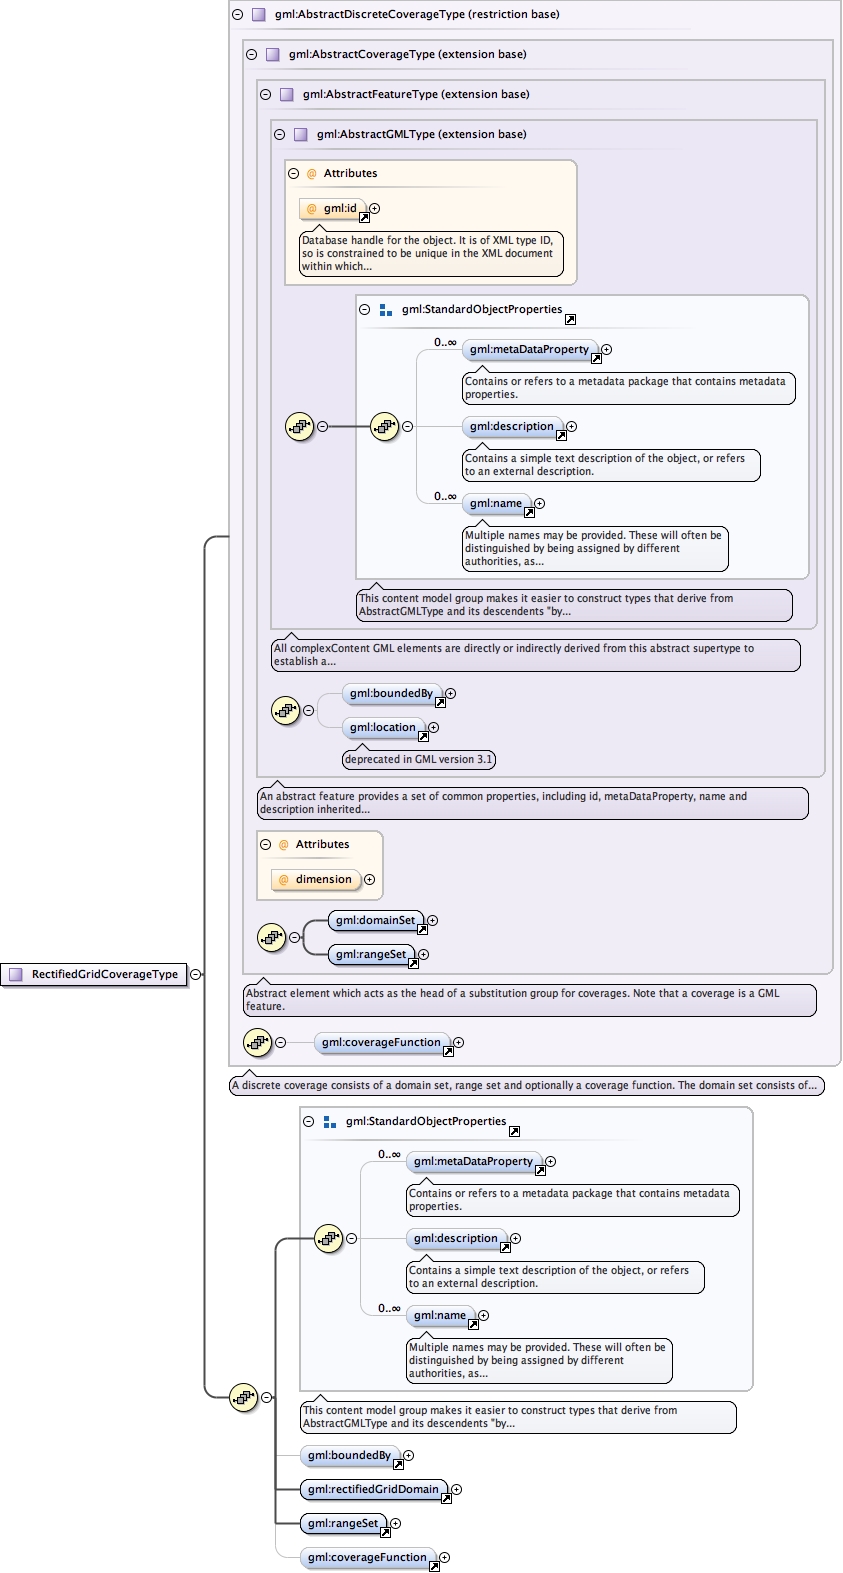 gml:AbstractDiscreteCoverageType (restriction base)
gml:AbstractCoverageType (extension base)
gml:AbstractFeatureType (extension base)
gml:AbstractGMLType (extension base)
@ Attributes
@ gml:id
Database handle for the object. It is of XML type ID,
so is constrained to be unique in the XML document
within which...
gml:StandardObjectProperties
0..∞
gml:metaDataProperty
Contains or refers to a metadata package that contains metadata
properties.
gml:description
Contains a simple text description of the object, or refers
to an external description.
0..∞
gml:name
Multiple names may be provided. These will often be
distinguished by being assigned by different
authorities, as...
This content model group makes it easier to construct types that derive from
AbstractGMLType and its descendents "by...
All complexContent GML elements are directly or indirectly derived from this abstract supertype to
establish a...
gml:boundedBy
gml:location
deprecated in GML version 3.1
An abstract feature provides a set of common properties, including id, metaDataProperty, name and
description inherited...
@ Attributes
@ dimension
gml:domainSet
gml:rangeSet
RectifiedGridCoverageType
Abstract element which acts as the head of a substitution group for coverages. Note that a coverage is a GML
feature.
gml:coverageFunction
A discrete coverage consists of a domain set, range set and optionally a coverage function. The domain set consists of...
gml:StandardObjectProperties
0..∞
gml:metaDataProperty
Contains or refers to a metadata package that contains metadata
properties.
gml:description
Contains a simple text description of the object, or refers
to an external description.
0..∞
gml:name
Multiple names may be provided. These will often be
distinguished by being assigned by different
authorities, as...
This content model group makes it easier to construct types that derive from
AbstractGMLType and its descendents "by...
gml:boundedBy
gml:rectifiedGridDomain
gml:rangeSet
gml:coverageFunction